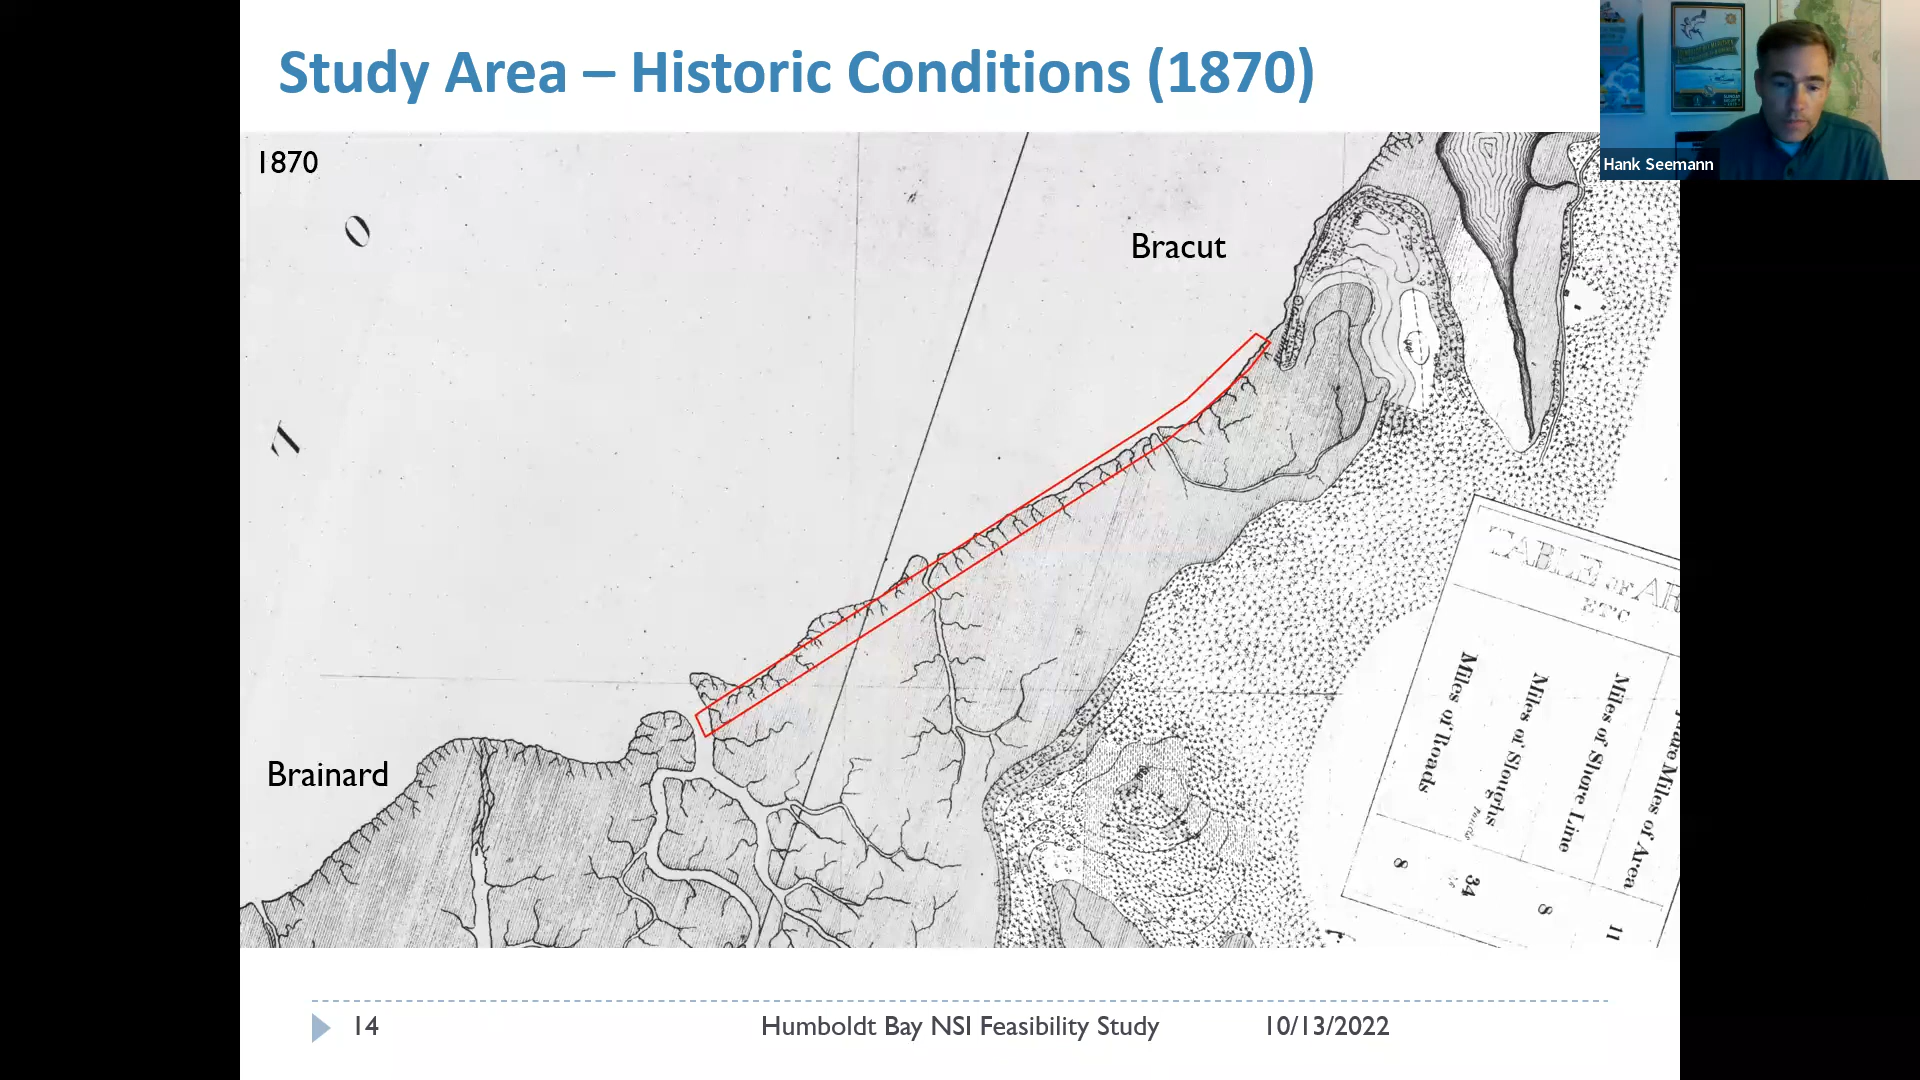 Study Area – Historic Conditions (1870)
Hank Seemann
1870
Bracut
Brainard
TABLE OF AR
ETC
Miles of Roads
Miles of Sloughs
Miles of Shore Line
Miles of Area
8
34
8
11
14
Humboldt Bay NSI Feasibility Study
10/13/2022